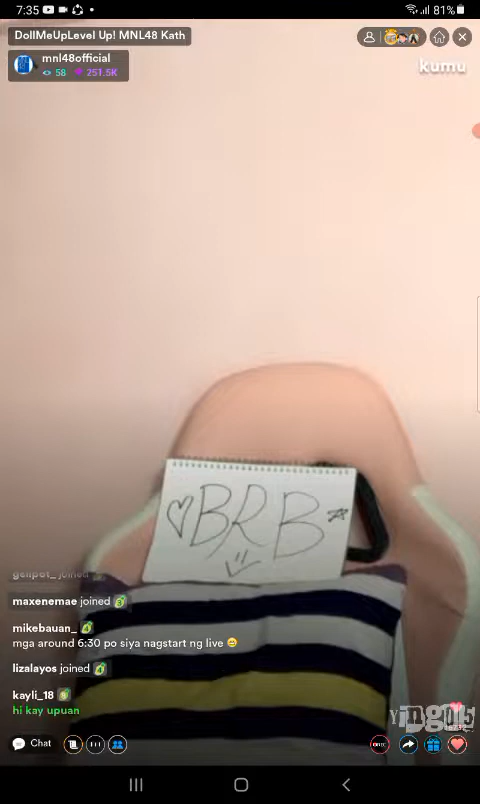 7:35
81%
DollMeUpLevel Up! MNL48 Kath
mnl48official
58 251.5K
kumu
BRB
joined
maxenemae joined
mikebauan_
mga around 6:30 po siya nagstart ng live
lizalayos joined
kayli_18
hi kay upuan
Chat